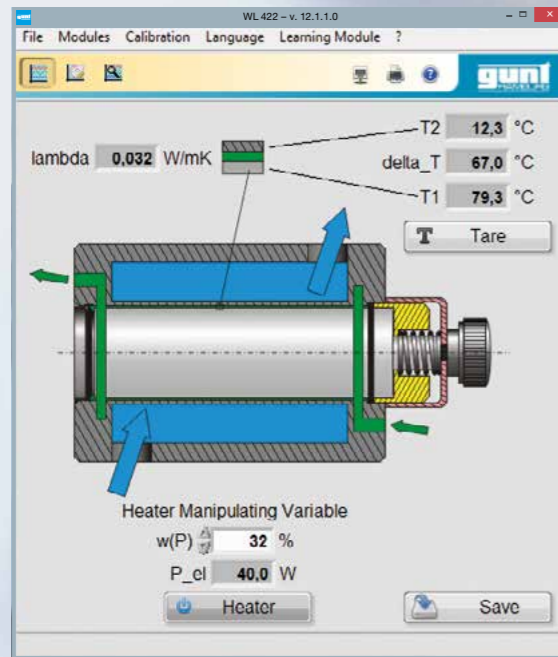 WL 422 – v. 12.1.1.0
File Modules Calibration Language Learning Module ?
gunt
HAMBURG
T2 12,3 °C
lambda 0,032 W/mK
delta_T 67,0 °C
T1 79,3 °C
T Tare
Heater Manipulating Variable
w(P) 32 %
P_el 40,0 W
Heater
Save